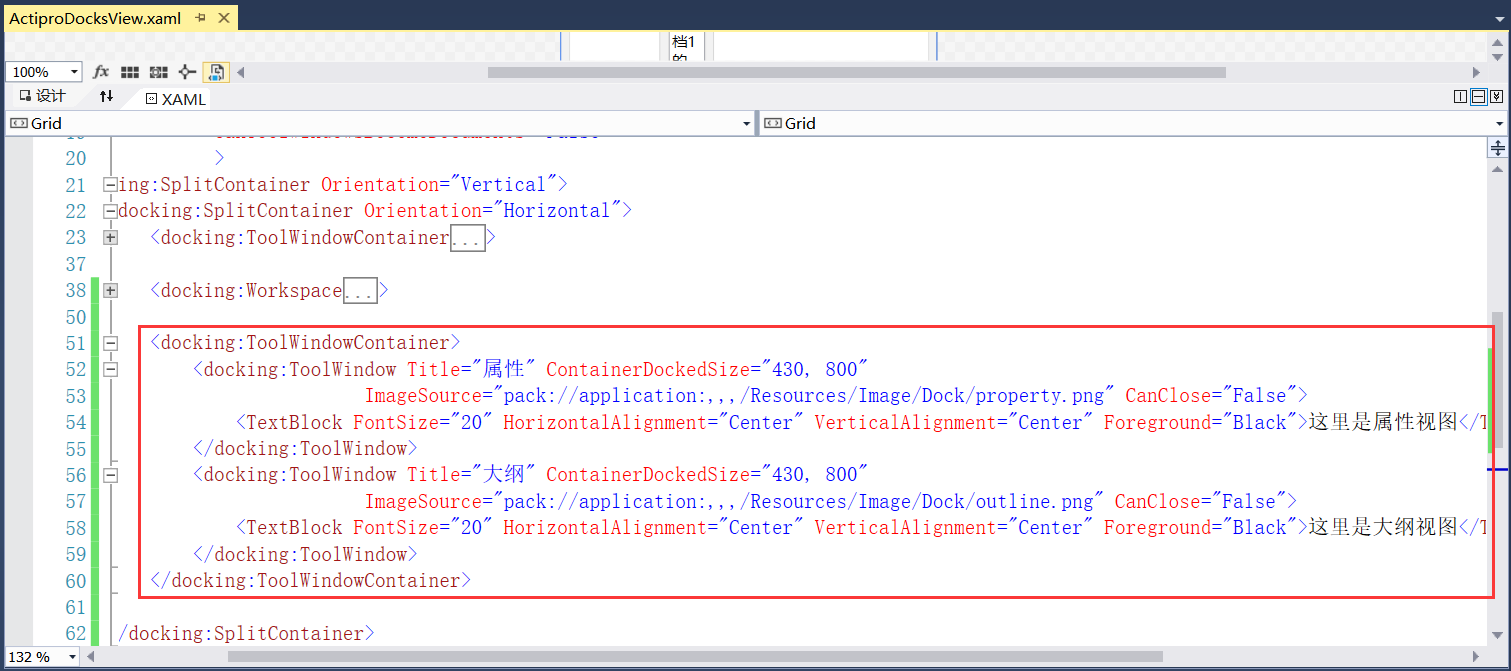 ActiproDocksView.xaml
档1
的
100% fx
设计 XAML
Grid Grid
20 >
21 ing:SplitContainer Orientation="Vertical">
22 docking:SplitContainer Orientation="Horizontal">
23 <docking:ToolWindowContainer...>
37
38 <docking:Workspace...>
50
51 <docking:ToolWindowContainer>
52 <docking:ToolWindow Title="属性" ContainerDockedSize="430, 800"
53 ImageSource="pack://application:,,,/Resources/Image/Dock/property.png" CanClose="False">
54 <TextBlock FontSize="20" HorizontalAlignment="Center" VerticalAlignment="Center" Foreground="Black">这里是属性视图</T
55 </docking:ToolWindow>
56 <docking:ToolWindow Title="大纲" ContainerDockedSize="430, 800"
57 ImageSource="pack://application:,,,/Resources/Image/Dock/outline.png" CanClose="False">
58 <TextBlock FontSize="20" HorizontalAlignment="Center" VerticalAlignment="Center" Foreground="Black">这里是大纲视图</T
59 </docking:ToolWindow>
60 </docking:ToolWindowContainer>
61
62 /docking:SplitContainer>
132 %